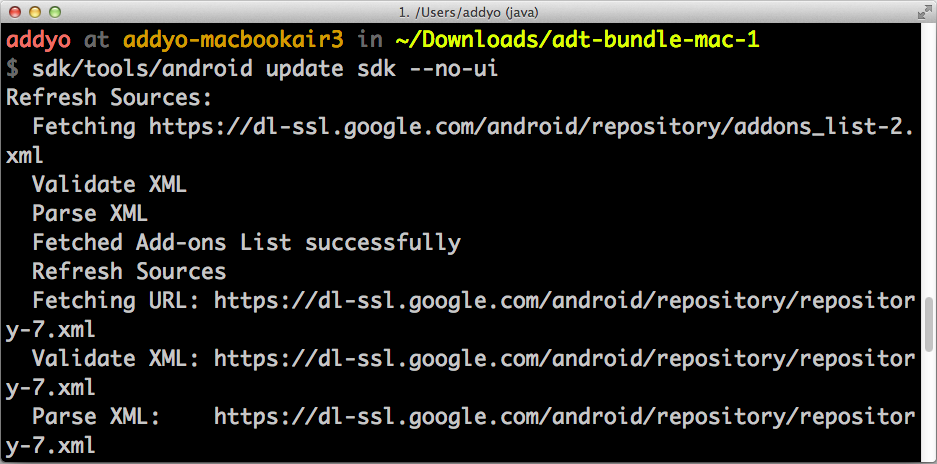 1. /Users/addyo (java)
addyo at addyo-macbookair3 in ~/Downloads/adt-bundle-mac-1
$ sdk/tools/android update sdk --no-ui
Refresh Sources:
  Fetching https://dl-ssl.google.com/android/repository/addons_list-2.
xml
  Validate XML
  Parse XML
  Fetched Add-ons List successfully
  Refresh Sources
  Fetching URL: https://dl-ssl.google.com/android/repository/repositor
y-7.xml
  Validate XML: https://dl-ssl.google.com/android/repository/repositor
y-7.xml
  Parse XML:    https://dl-ssl.google.com/android/repository/repositor
y-7.xml